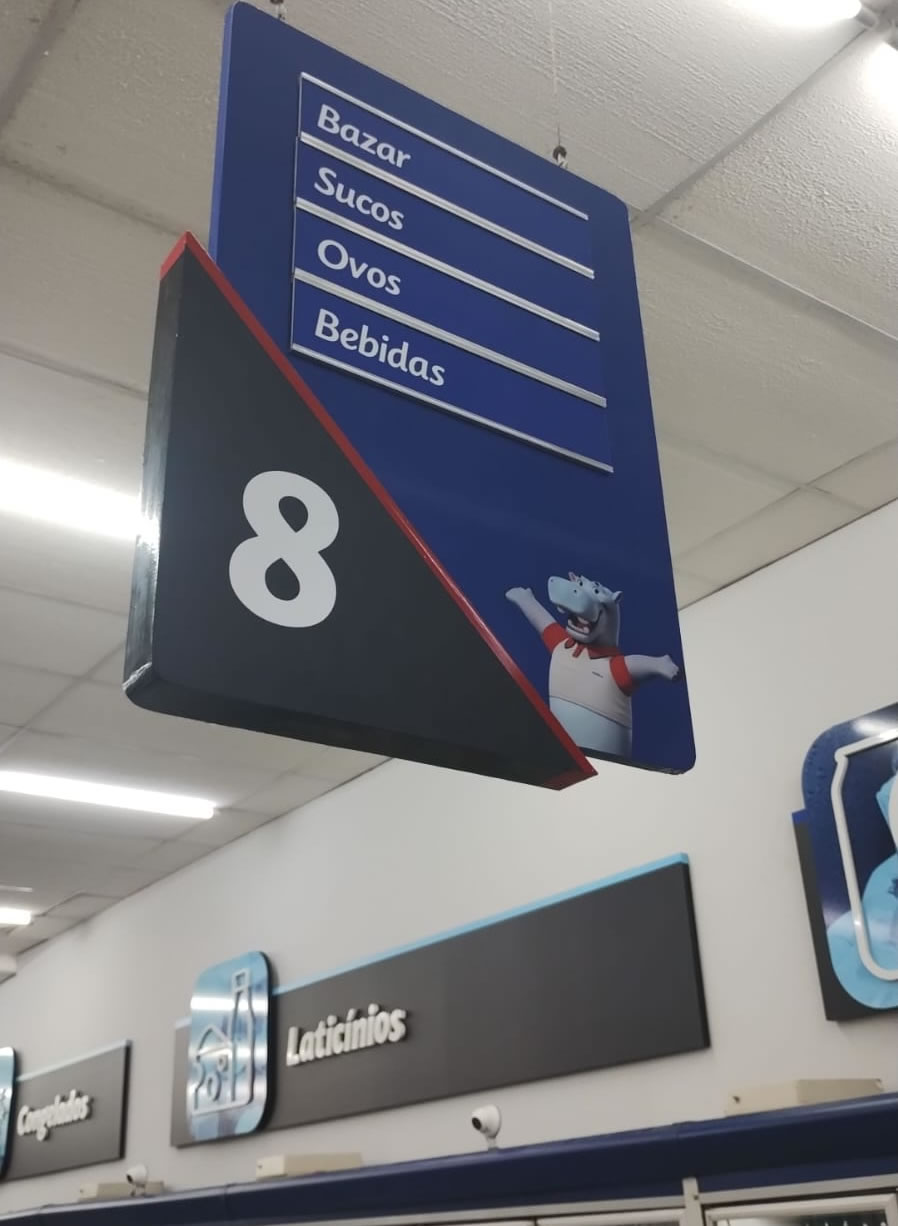 Bazar
Sucos
Ovos
Bebidas
8
Laticínios
Congelados